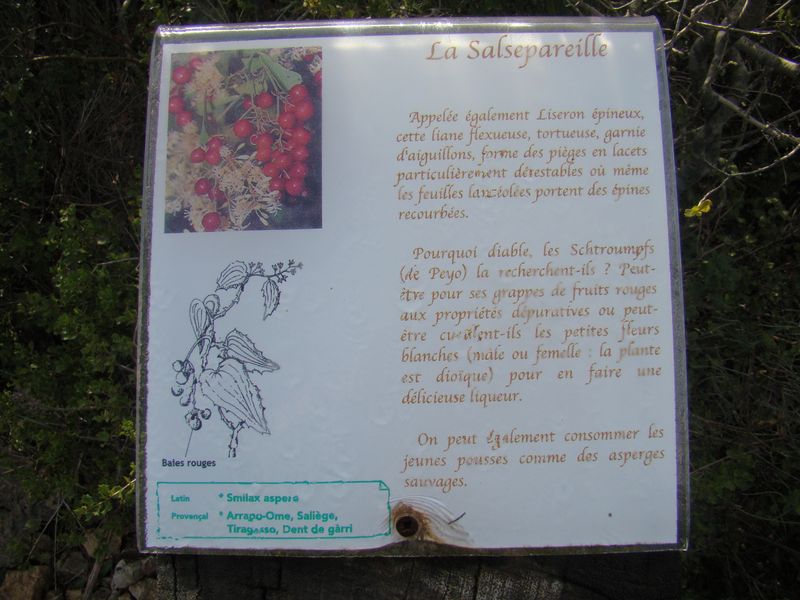 La Salsepareille
Appelée également Liseron épineux,
cette liane flexueuse, tortueuse, garnie
d'aiguillons, forme des pièges en lacets
particulièrement détestables où même
les feuilles lancéolées portent des épines
recourbées.
Pourquoi diable, les Schtroumpfs
(de Peyo) la recherchent-ils ? Peut-
être pour ses grappes de fruits rouges
aux propriétés dépuratives ou peut-
être cueillent-ils les petites fleurs
blanches (mâle ou femelle : la plante
est dioïque) pour en faire une
délicieuse liqueur.
On peut également consommer les
jeunes pousses comme des asperges
sauvages.
Baies rouges
Latin * Smilax aspera
Provençal * Arrapo-Ome, Saliège,
Tiragasso, Dent de gàrri